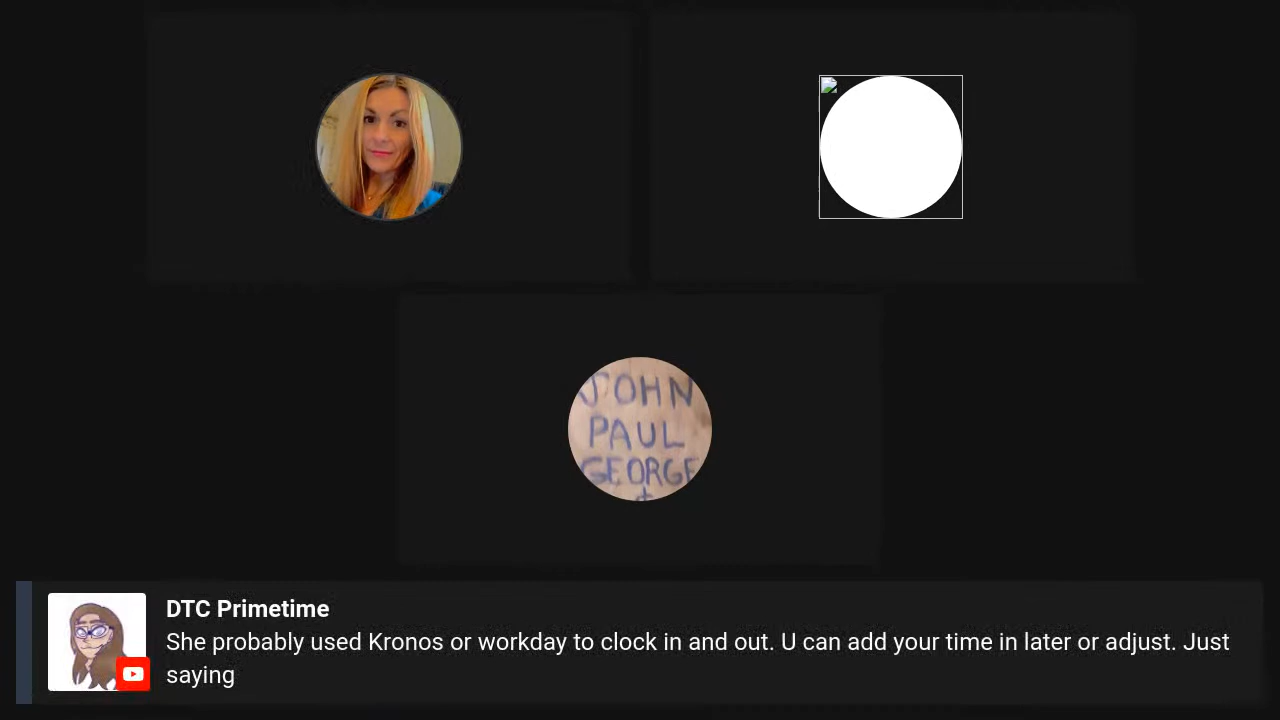 JOHN
PAUL
GEORGE
DTC Primetime
She probably used Kronos or workday to clock in and out. U can add your time in later or adjust. Just
saying